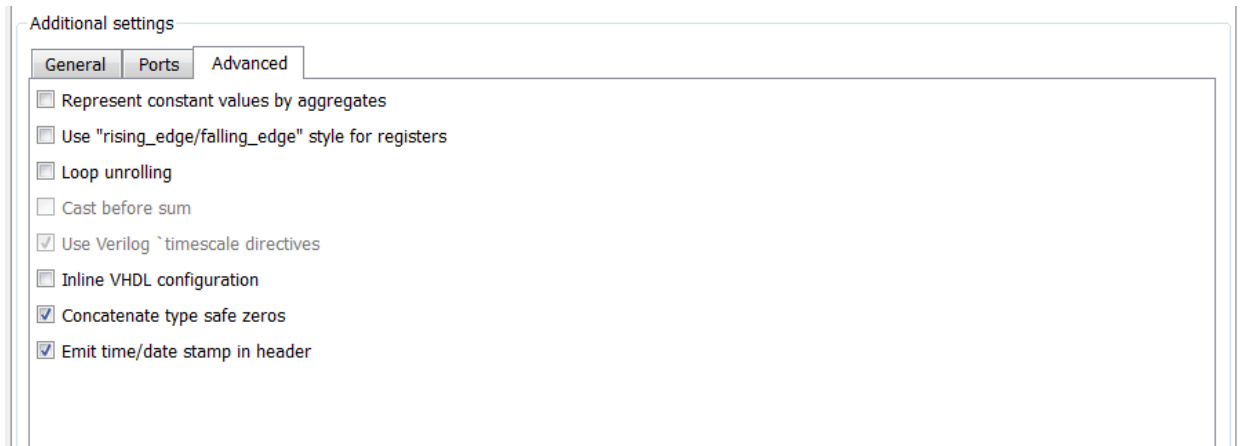 Additional settings
General Ports Advanced
Represent constant values by aggregates
Use "rising_edge/falling_edge" style for registers
Loop unrolling
Cast before sum
Use Verilog `timescale directives
Inline VHDL configuration
Concatenate type safe zeros
Emit time/date stamp in header